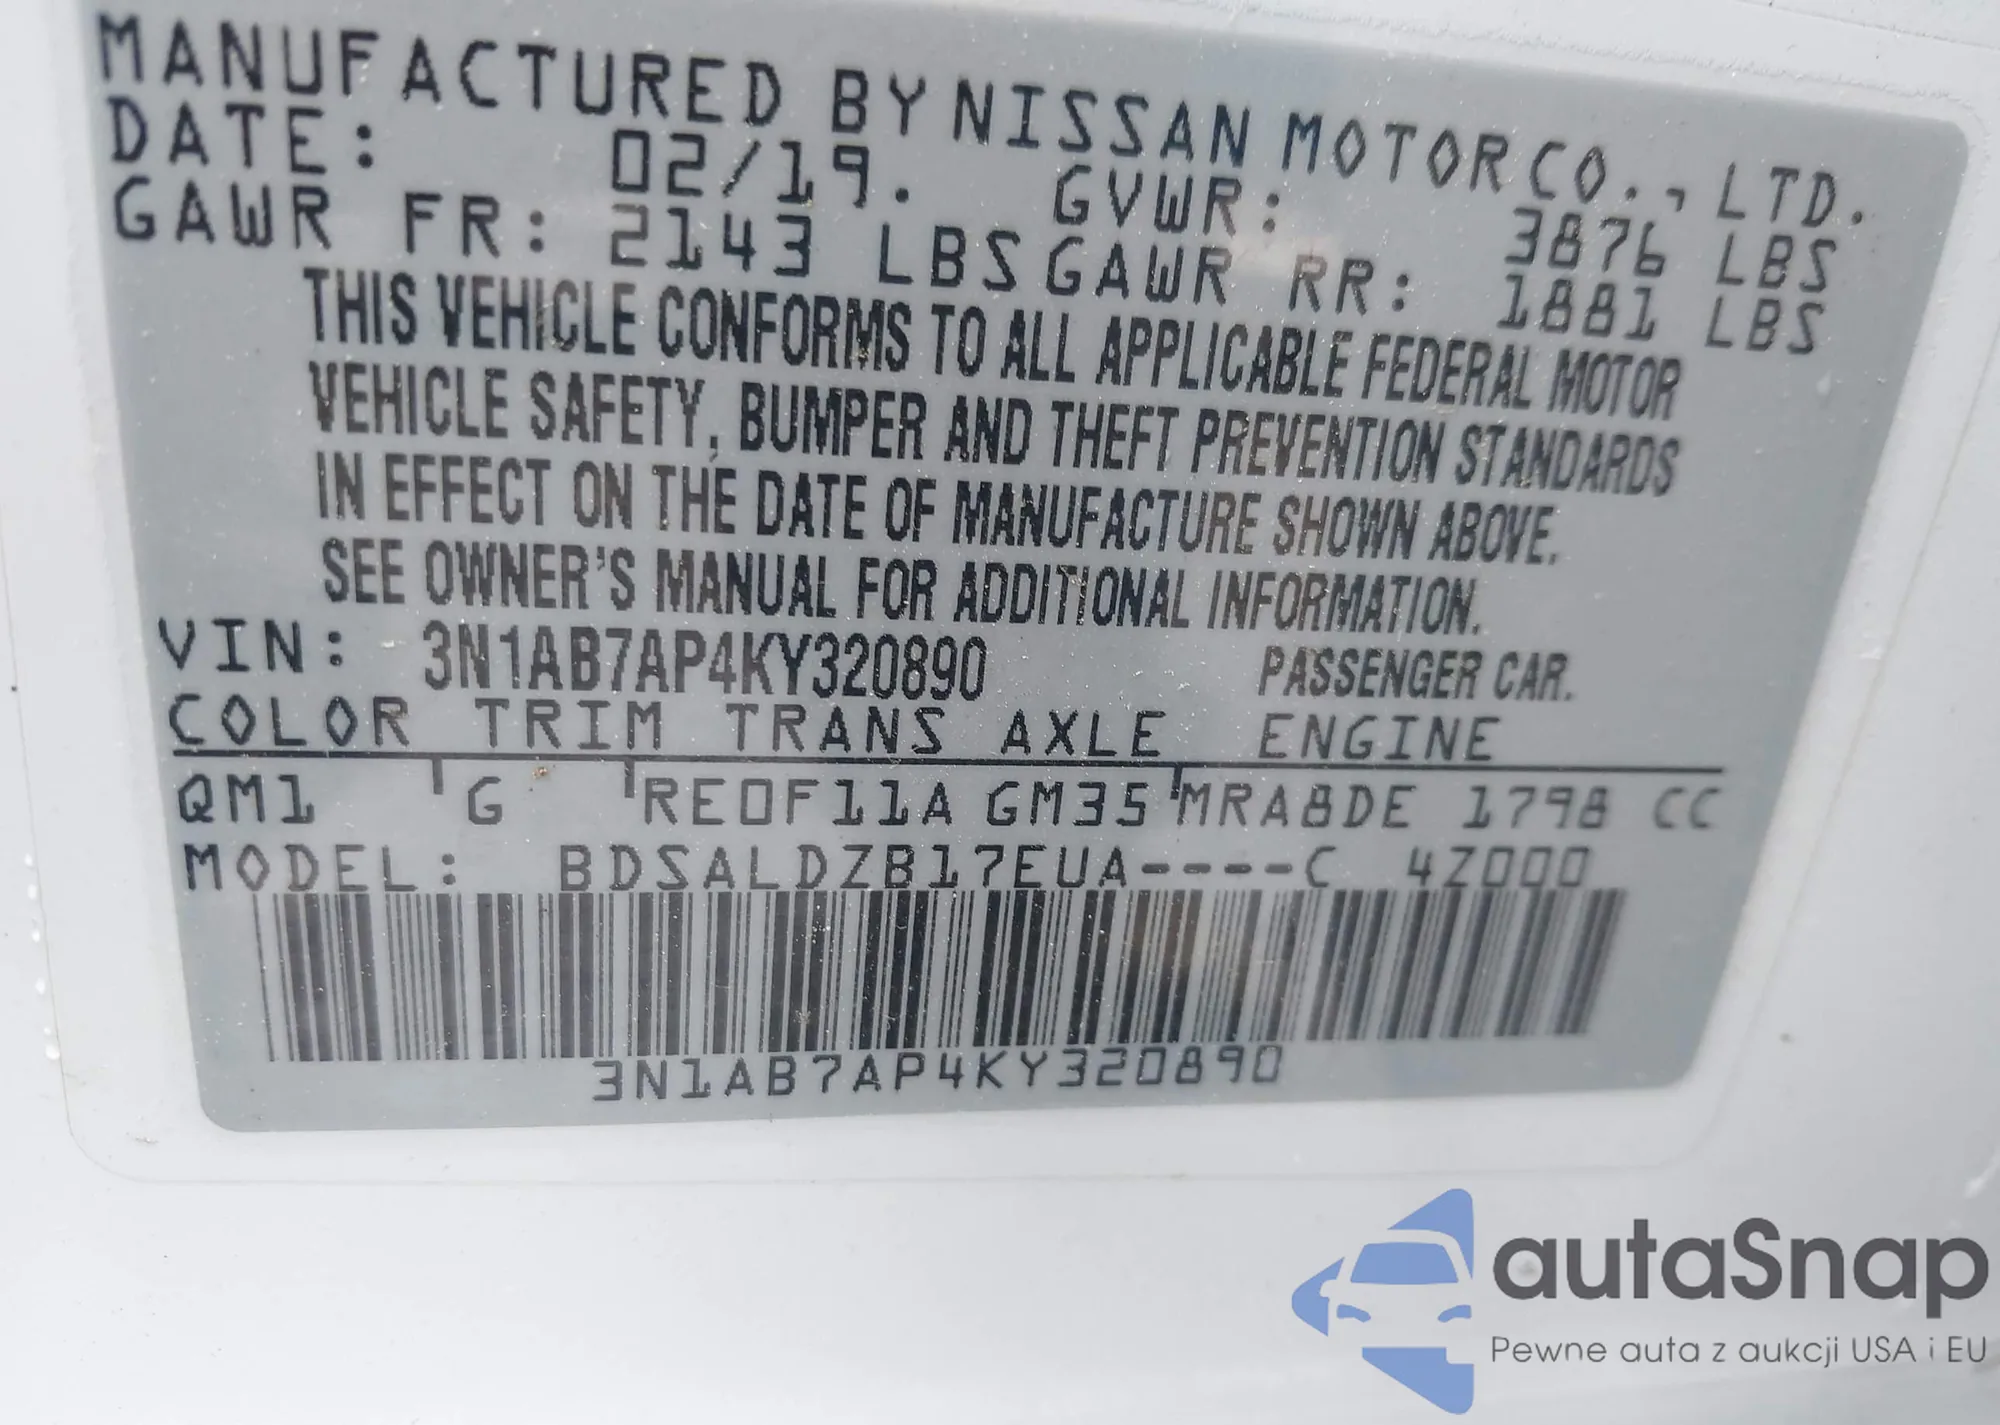 MANUFACTURED BY NISSAN MOTOR CO., LTD.
DATE: 02/19. GVWR: 3876 LBS
GAWR FR: 2143 LBS GAWR RR: 1881 LBS
THIS VEHICLE CONFORMS TO ALL APPLICABLE FEDERAL MOTOR
VEHICLE SAFETY, BUMPER AND THEFT PREVENTION STANDARDS
IN EFFECT ON THE DATE OF MANUFACTURE SHOWN ABOVE.
SEE OWNER'S MANUAL FOR ADDITIONAL INFORMATION.
VIN: 3N1AB7AP4KY320890 PASSENGER CAR.
COLOR TRIM TRANS AXLE ENGINE
QM1 G RE0F11A GM35 MRA8DE 1798 CC
MODEL: BDSALDZB17EUA----C 4Z000
3N1AB7AP4KY320890
autaSnap
Pewne auta z aukcji USA i EU